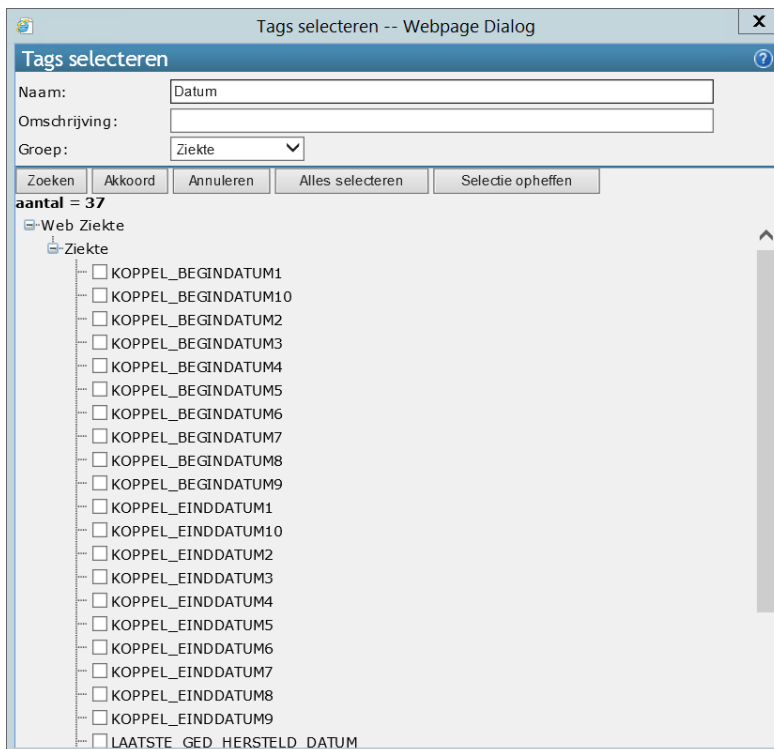 Tags selecteren -- Webpage Dialog
x
Tags selecteren
?
Naam: Datum
Omschrijving:
Groep: Ziekte
Zoeken Akkoord Annuleren Alles selecteren Selectie opheffen
aantal = 37
Web Ziekte
Ziekte
KOPPEL_BEGINDATUM1
KOPPEL_BEGINDATUM10
KOPPEL_BEGINDATUM2
KOPPEL_BEGINDATUM3
KOPPEL_BEGINDATUM4
KOPPEL_BEGINDATUM5
KOPPEL_BEGINDATUM6
KOPPEL_BEGINDATUM7
KOPPEL_BEGINDATUM8
KOPPEL_BEGINDATUM9
KOPPEL_EINDDATUM1
KOPPEL_EINDDATUM10
KOPPEL_EINDDATUM2
KOPPEL_EINDDATUM3
KOPPEL_EINDDATUM4
KOPPEL_EINDDATUM5
KOPPEL_EINDDATUM6
KOPPEL_EINDDATUM7
KOPPEL_EINDDATUM8
KOPPEL_EINDDATUM9
LAATSTE_GED_HERSTELD_DATUM